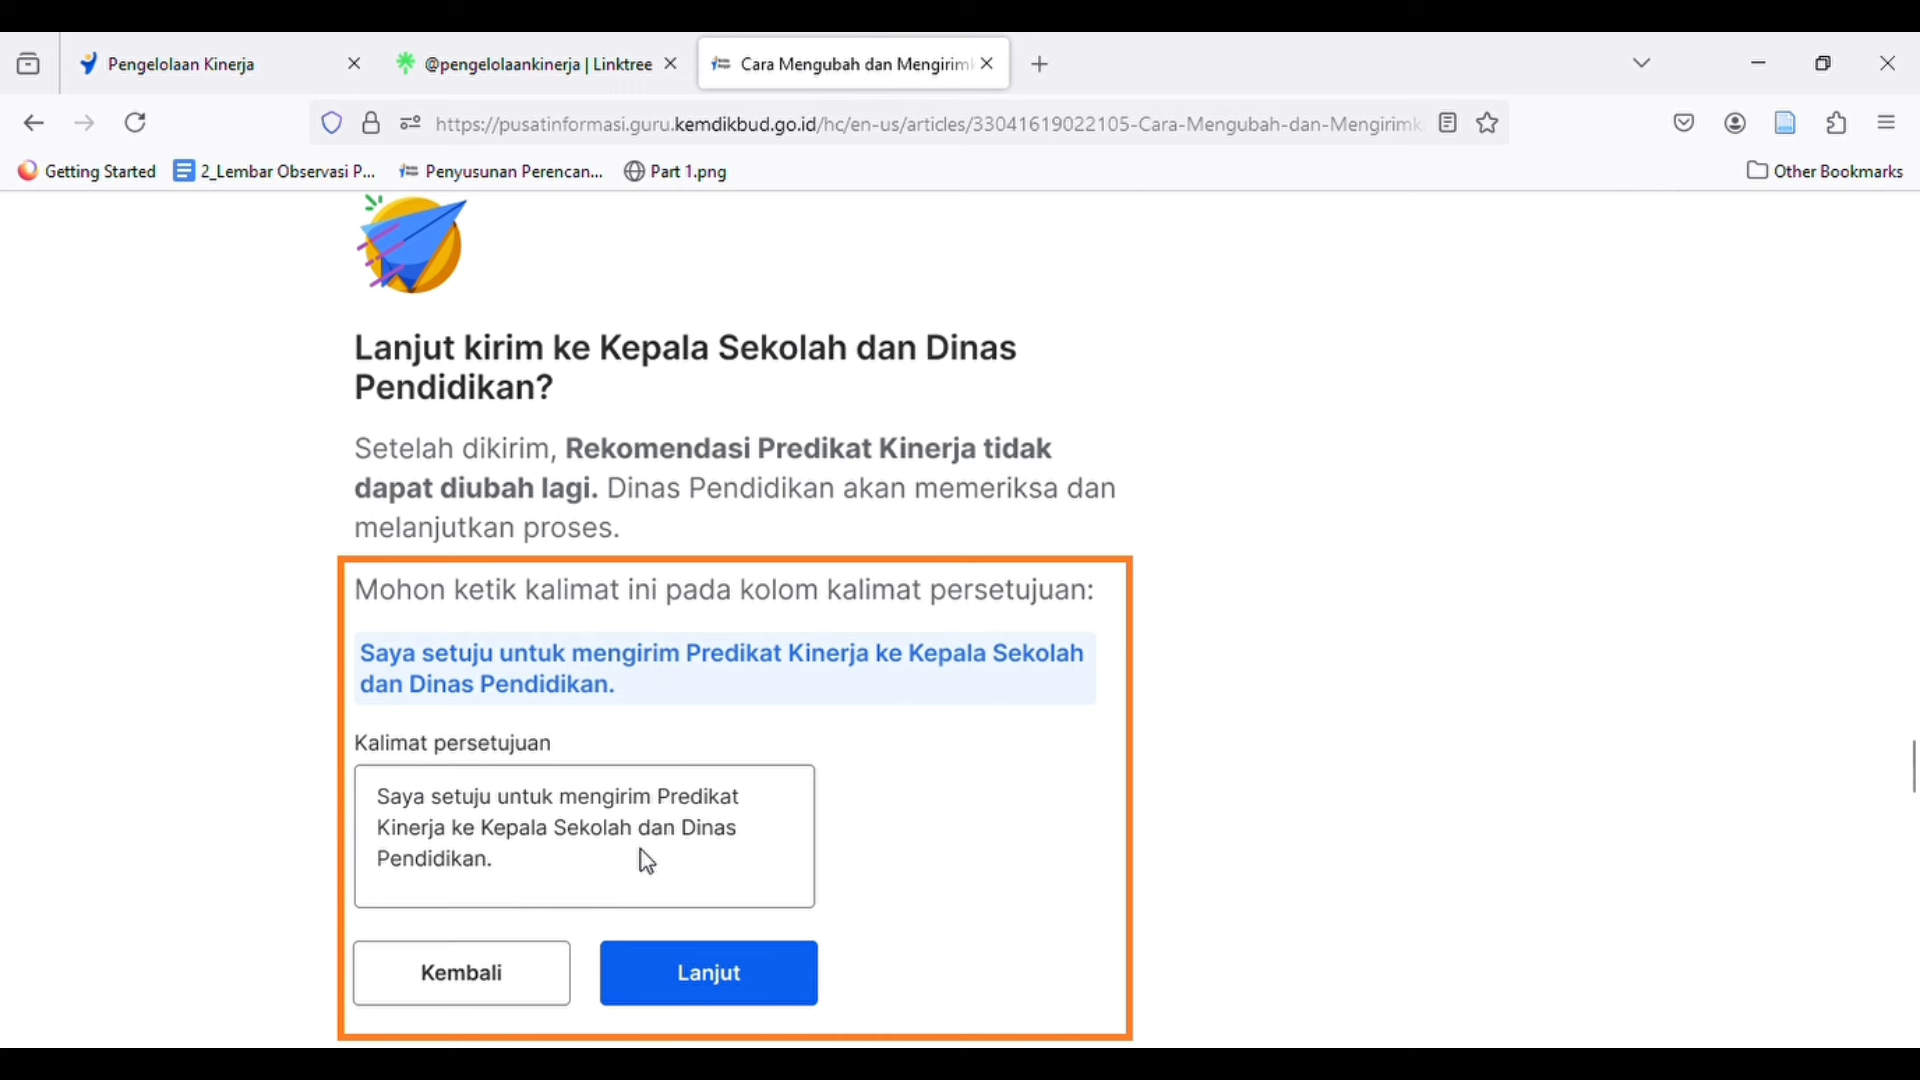 Pengelolaan Kinerja
@pengelolaankinerja | Linktree
Cara Mengubah dan Mengirim
https://pusatinformasi.guru.kemdikbud.go.id/hc/en-us/articles/33041619022105-Cara-Mengubah-dan-Mengirimk
Getting Started
2_Lembar Observasi P...
Penyusunan Perencan...
Part 1.png
Other Bookmarks
Lanjut kirim ke Kepala Sekolah dan Dinas
Pendidikan?
Setelah dikirim, Rekomendasi Predikat Kinerja tidak
dapat diubah lagi. Dinas Pendidikan akan memeriksa dan
melanjutkan proses.
Mohon ketik kalimat ini pada kolom kalimat persetujuan:
Saya setuju untuk mengirim Predikat Kinerja ke Kepala Sekolah
dan Dinas Pendidikan.
Kalimat persetujuan
Saya setuju untuk mengirim Predikat
Kinerja ke Kepala Sekolah dan Dinas
Pendidikan.
Kembali
Lanjut